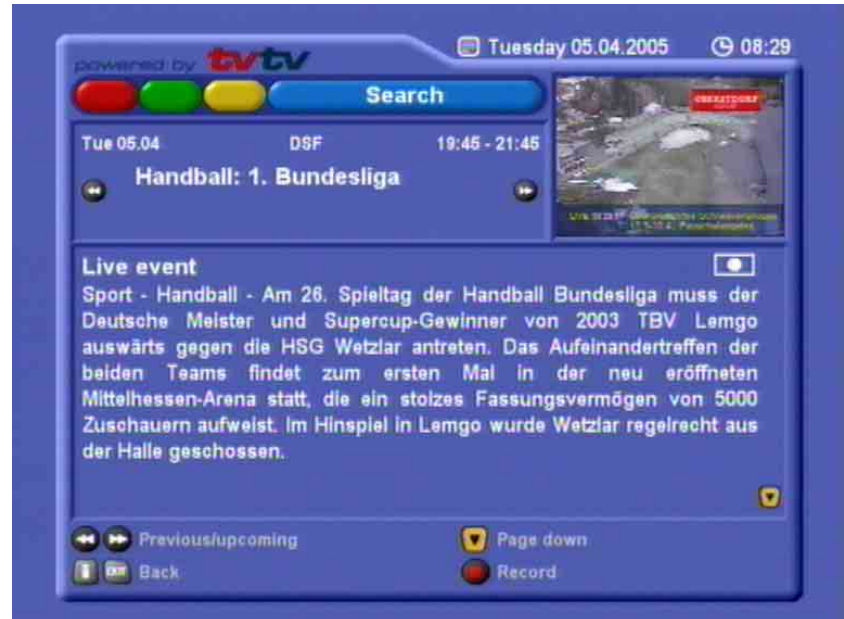 powered by tvtv
Tuesday 05.04.2005 08:29
Search
OBERSTDORF
Tue 05.04 DSF 19:45 - 21:45
Handball: 1. Bundesliga
Live event
Sport - Handball - Am 26. Spieltag der Handball Bundesliga muss der
Deutsche Meister und Supercup-Gewinner von 2003 TBV Lemgo
auswärts gegen die HSG Wetzlar antreten. Das Aufeinandertreffen der
beiden Teams findet zum ersten Mal in der neu eröffneten
Mittelhessen-Arena statt, die ein stolzes Fassungsvermögen von 5000
Zuschauern aufweist. Im Hinspiel in Lemgo wurde Wetzlar regelrecht aus
der Halle geschossen.
Previous/upcoming Page down
i EXIT Back Record